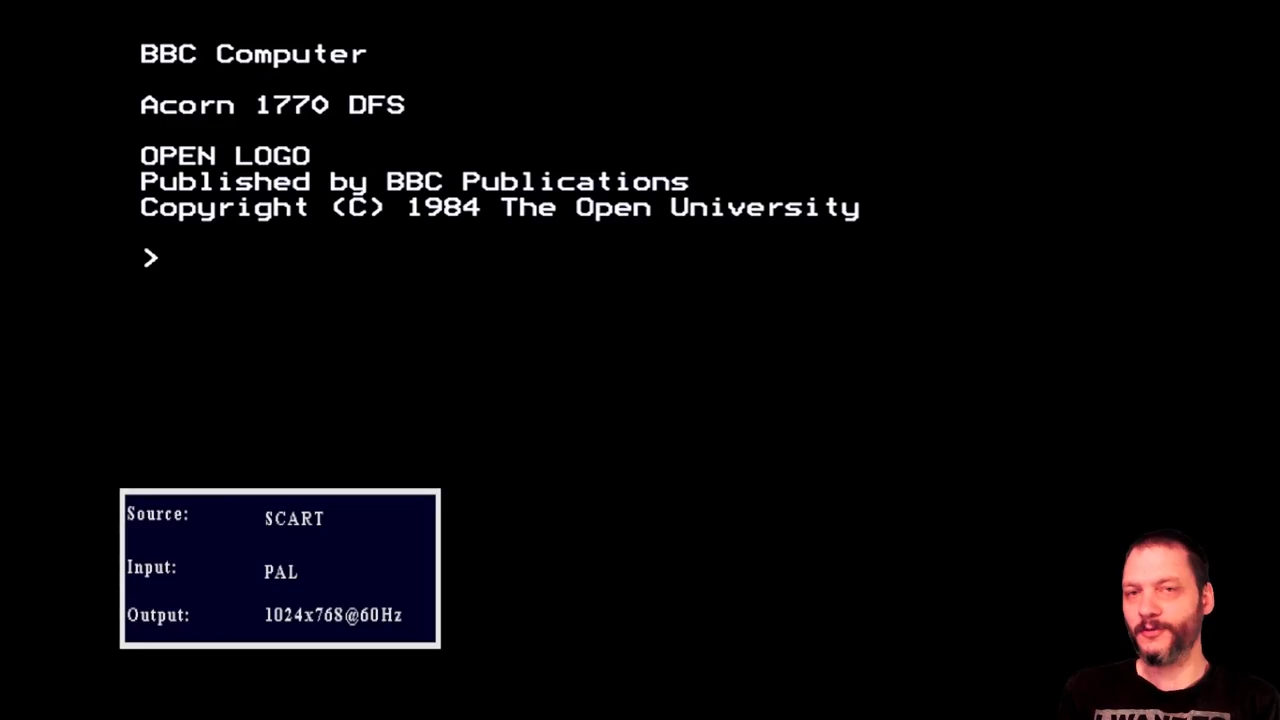 BBC Computer
Acorn 1770 DFS
OPEN LOGO
Published by BBC Publications
Copyright (C) 1984 The Open University
>
Source: SCART
Input: PAL
Output: 1024x768@60Hz
I WANTED